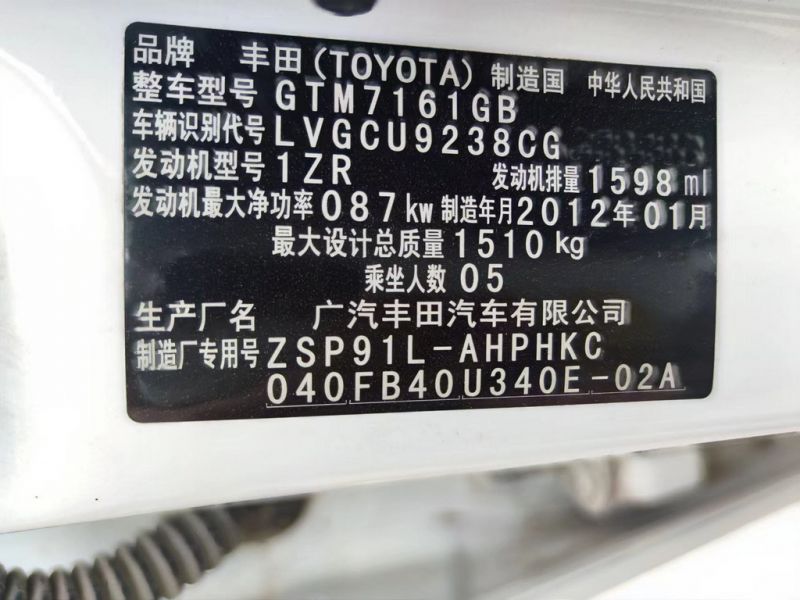 品牌 丰田(TOYOTA) 制造国 中华人民共和国
整车型号 GTM7161GB
车辆识别代号 LVGCU9238CG
发动机型号 1ZR 发动机排量 1598 ml
发动机最大净功率 087 kw 制造年月 2012年 01月
最大设计总质量 1510 kg
乘坐人数 05
生产厂名 广汽丰田汽车有限公司
制造厂专用号 ZSP91L-AHPHKC
040FB40U340E-02A